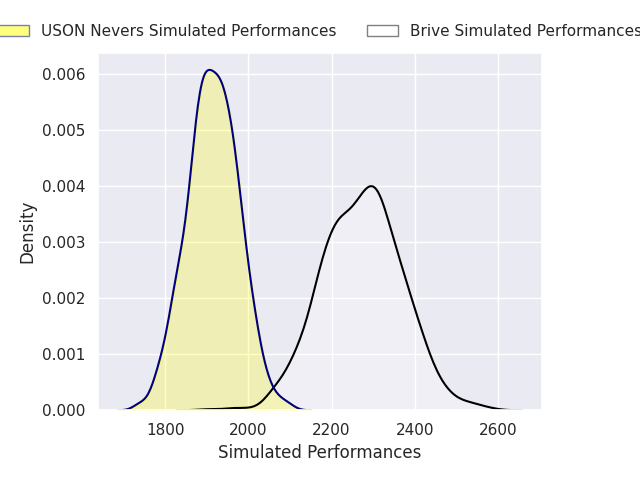 USON Nevers Simulated Performances Brive Simulated Performances
0.006
0.005
0.004
0.003
0.002
0.001
0.000
Density
1800 2000 2200 2400 2600
Simulated Performances